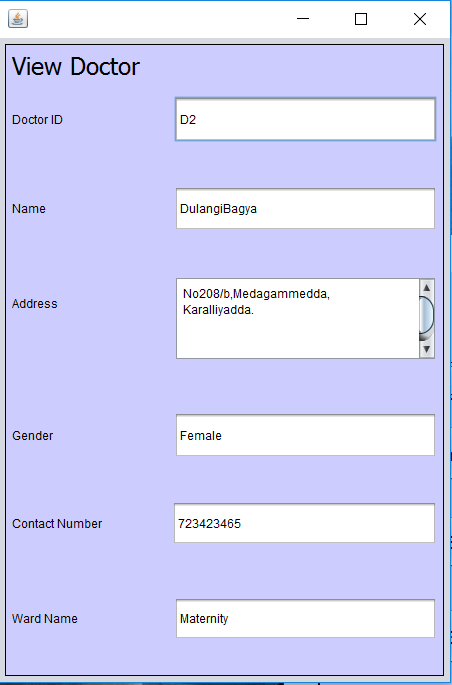 View Doctor
Doctor ID
D2
Name
DulangiBagya
Address
No208/b,Medagammedda,
Karalliyadda.
Gender
Female
Contact Number
723423465
Ward Name
Maternity